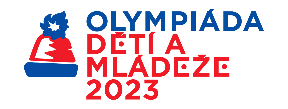 OLYMPIÁDA
DĚTÍ A
MLÁDEŽE
2023